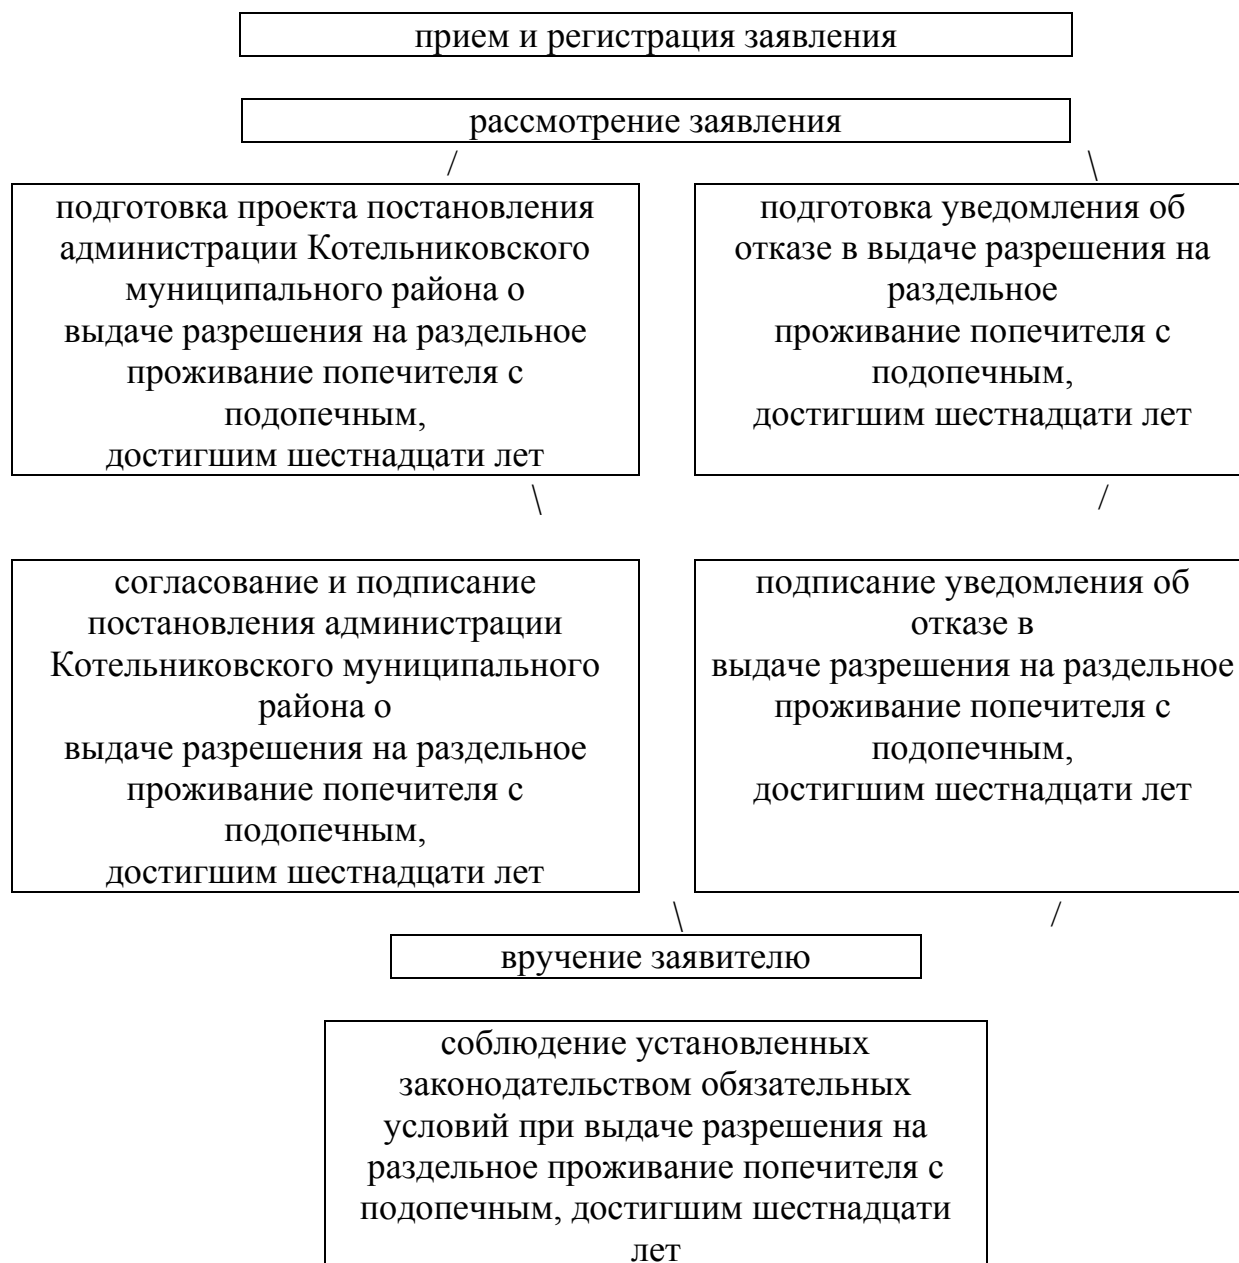 прием и регистрация заявления
рассмотрение заявления
/ \
подготовка проекта постановления
администрации Котельниковского
муниципального района о
выдаче разрешения на раздельное
проживание попечителя с
подопечным,
достигшим шестнадцати лет
подготовка уведомления об
отказе в выдаче разрешения на
раздельное
проживание попечителя с
подопечным,
достигшим шестнадцати лет
\ /
согласование и подписание
постановления администрации
Котельниковского муниципального
района о
выдаче разрешения на раздельное
проживание попечителя с
подопечным,
достигшим шестнадцати лет
подписание уведомления об
отказе в
выдаче разрешения на раздельное
проживание попечителя с
подопечным,
достигшим шестнадцати лет
\ /
вручение заявителю
соблюдение установленных
законодательством обязательных
условий при выдаче разрешения на
раздельное проживание попечителя с
подопечным, достигшим шестнадцати
лет